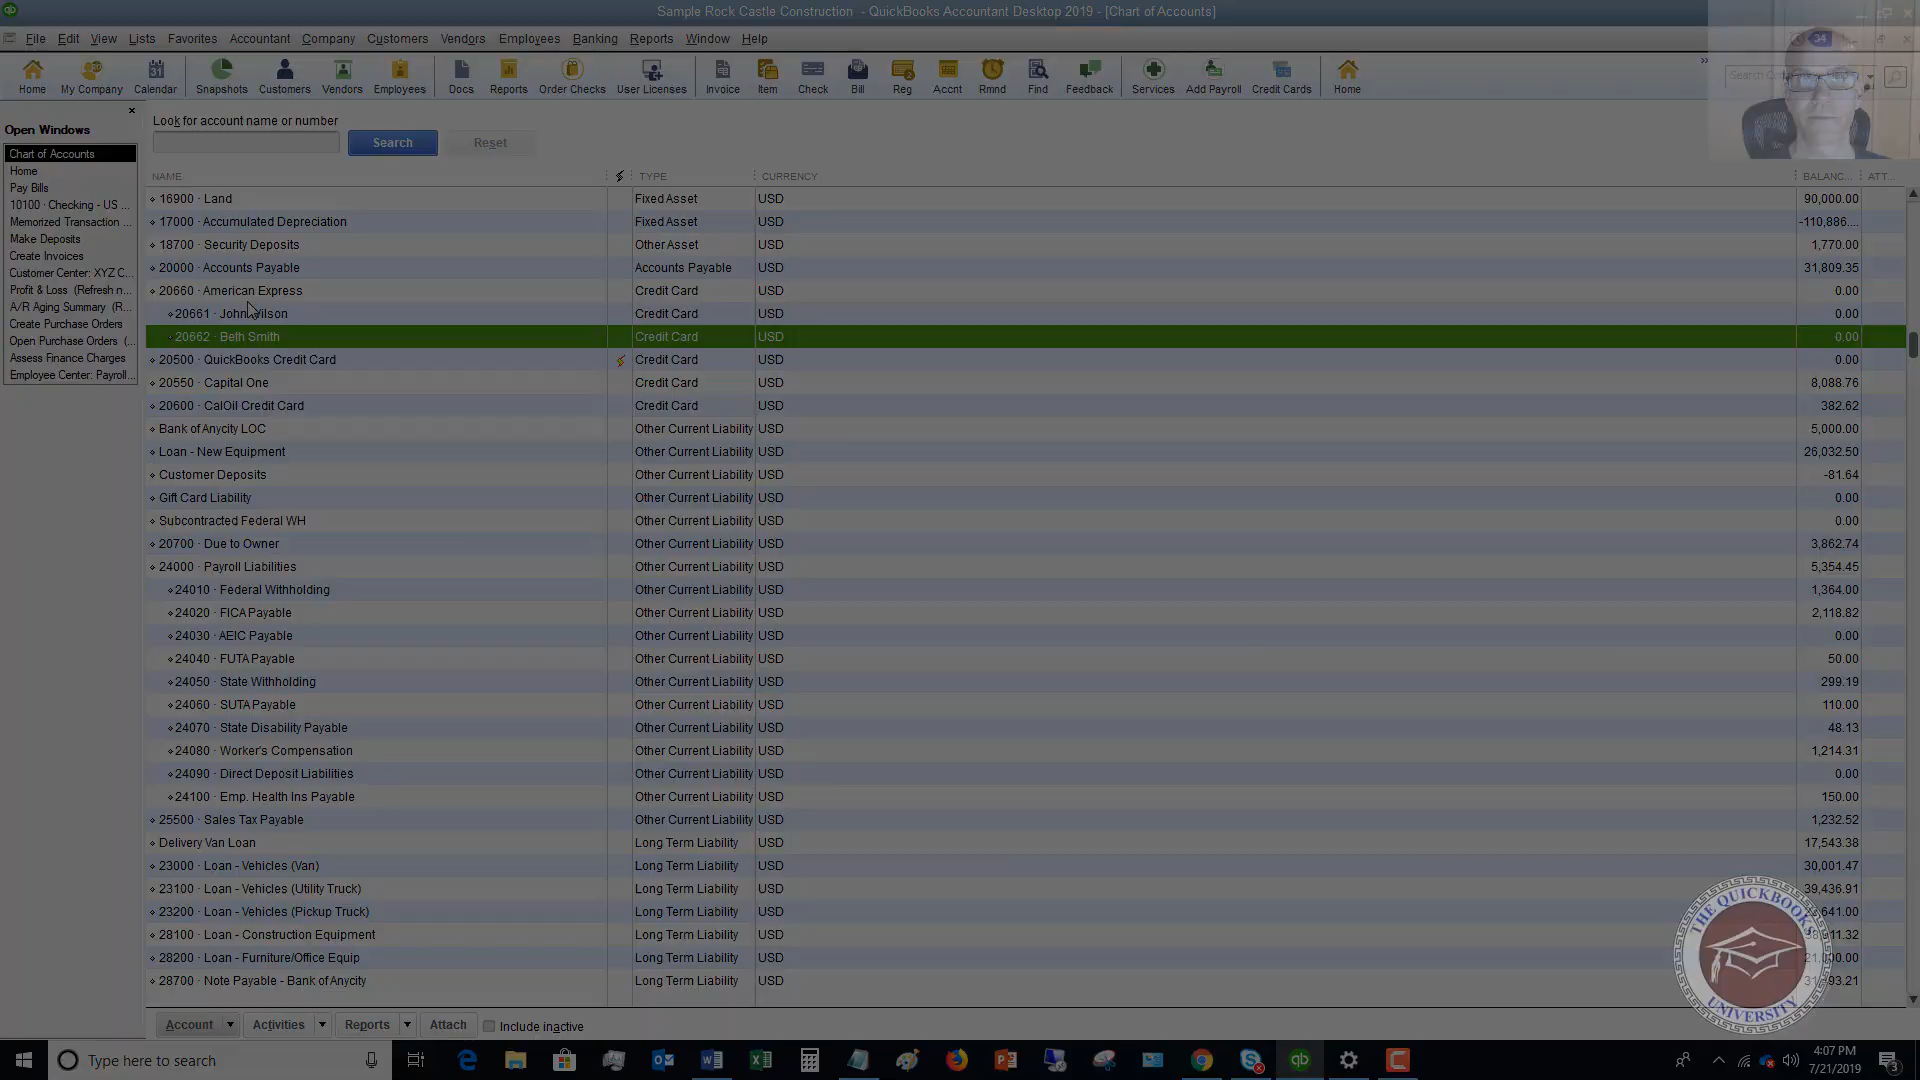 Sample Rock Castle Construction - QuickBooks Accountant Desktop 2019 - [Chart of Accounts]
File Edit View Lists Favorites Accountant Company Customers Vendors Employees Banking Reports Window Help
34
Home My Company Calendar Snapshots Customers Vendors Employees Docs Reports Order Checks User Licenses Invoice Item Check Bill Reg Accnt Rmnd Find Feedback Services Add Payroll Credit Cards Home
Open Windows
Chart of Accounts
Home
Pay Bills
10100 · Checking - US ...
Memorized Transaction ...
Make Deposits
Create Invoices
Customer Center: XYZ C...
Profit & Loss (Refresh n...
A/R Aging Summary (R...
Create Purchase Orders
Open Purchase Orders (...
Assess Finance Charges
Employee Center: Payroll...
Look for account name or number
Search Reset
NAME TYPE CURRENCY BALANC... ATT...
16900 · Land Fixed Asset USD 90,000.00
17000 · Accumulated Depreciation Fixed Asset USD -110,886....
18700 · Security Deposits Other Asset USD 1,770.00
20000 · Accounts Payable Accounts Payable USD 31,809.35
20660 · American Express Credit Card USD 0.00
20661 · John Wilson Credit Card USD 0.00
20662 · Beth Smith Credit Card USD 0.00
20500 · QuickBooks Credit Card Credit Card USD 0.00
20550 · Capital One Credit Card USD 8,088.76
20600 · CalOil Credit Card Credit Card USD 382.62
Bank of Anycity LOC Other Current Liability USD 5,000.00
Loan - New Equipment Other Current Liability USD 26,032.50
Customer Deposits Other Current Liability USD -81.64
Gift Card Liability Other Current Liability USD 0.00
Subcontracted Federal WH Other Current Liability USD 0.00
20700 · Due to Owner Other Current Liability USD 3,862.74
24000 · Payroll Liabilities Other Current Liability USD 5,354.45
24010 · Federal Withholding Other Current Liability USD 1,364.00
24020 · FICA Payable Other Current Liability USD 2,118.82
24030 · AEIC Payable Other Current Liability USD 0.00
24040 · FUTA Payable Other Current Liability USD 50.00
24050 · State Withholding Other Current Liability USD 299.19
24060 · SUTA Payable Other Current Liability USD 110.00
24070 · State Disability Payable Other Current Liability USD 48.13
24080 · Worker's Compensation Other Current Liability USD 1,214.31
24090 · Direct Deposit Liabilities Other Current Liability USD 0.00
24100 · Emp. Health Ins Payable Other Current Liability USD 150.00
25500 · Sales Tax Payable Other Current Liability USD 1,232.52
Delivery Van Loan Long Term Liability USD 17,543.38
23000 · Loan - Vehicles (Van) Long Term Liability USD 30,001.47
23100 · Loan - Vehicles (Utility Truck) Long Term Liability USD 39,436.91
23200 · Loan - Vehicles (Pickup Truck) Long Term Liability USD
28100 · Loan - Construction Equipment Long Term Liability USD
28200 · Loan - Furniture/Office Equip Long Term Liability USD
28700 · Note Payable - Bank of Anycity Long Term Liability USD
THE QUICKBOOKS UNIVERSITY
Account Activities Reports Attach Include inactive
Type here to search
4:07 PM
7/21/2019
3